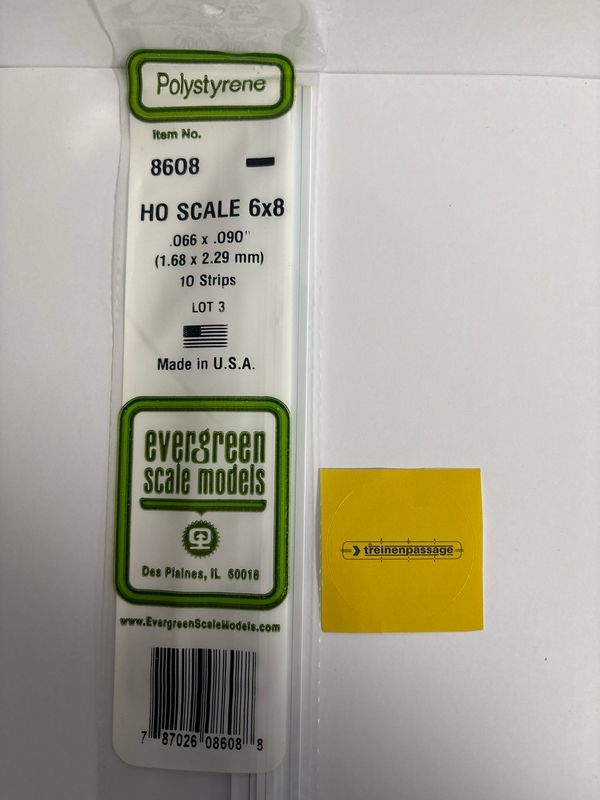 Polystyrene
Item No.
8608
HO SCALE 6x8
.066 x .090"
(1.68 x 2.29 mm)
10 Strips
LOT 3
Made in U.S.A.
evergreen
scale models
Des Plaines, IL 60018
www.EvergreenScaleModels.com
7 87026 08608 8
treinenpassage